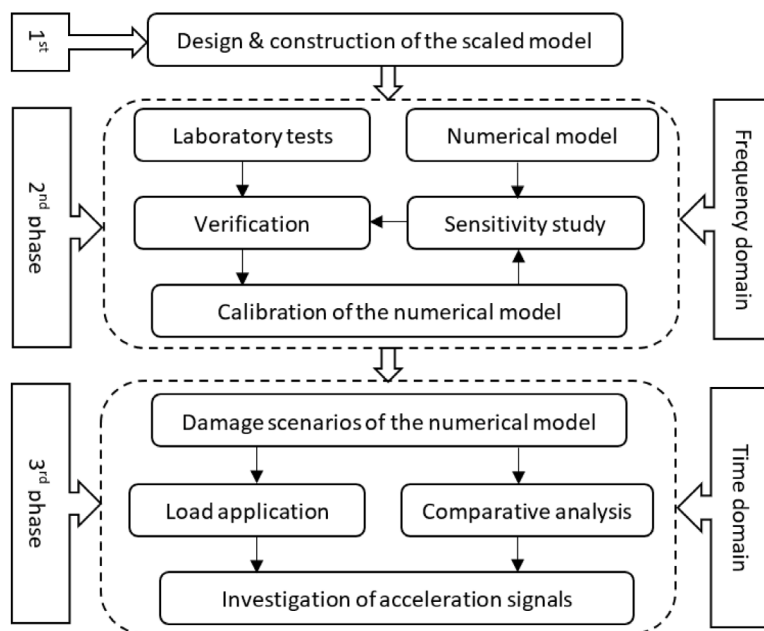 1st
Design & construction of the scaled model
2nd phase
Laboratory tests
Numerical model
Frequency domain
Verification
Sensitivity study
Calibration of the numerical model
3rd phase
Damage scenarios of the numerical model
Time domain
Load application
Comparative analysis
Investigation of acceleration signals